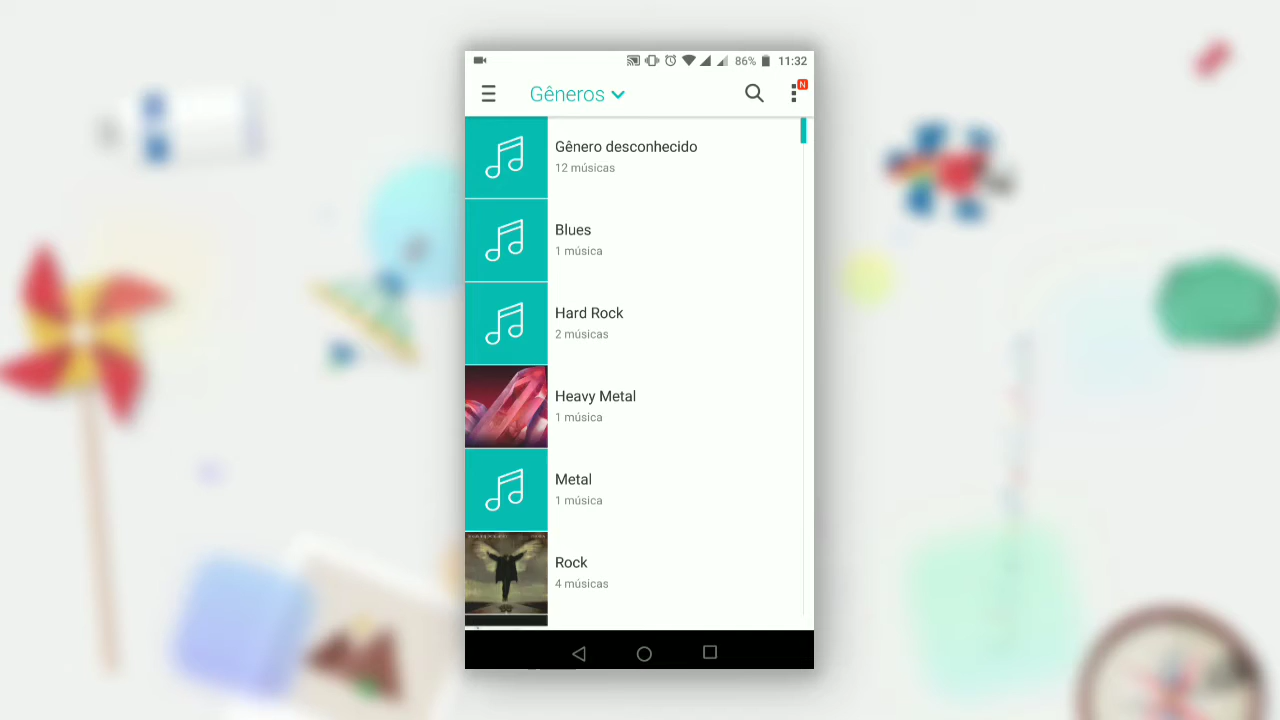 86% 11:32
Gêneros
N
Gênero desconhecido
12 músicas
Blues
1 música
Hard Rock
2 músicas
Heavy Metal
1 música
Metal
1 música
Rock
4 músicas